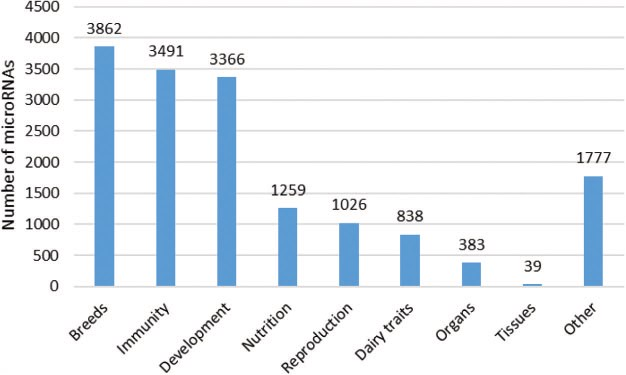 4500
4000
3500
3000
2500
2000
1500
1000
500
0
Number of microRNAs
3862
3491
3366
1259
1026
838
383
39
1777
Breeds
Immunity
Development
Nutrition
Reproduction
Dairy traits
Organs
Tissues
Other